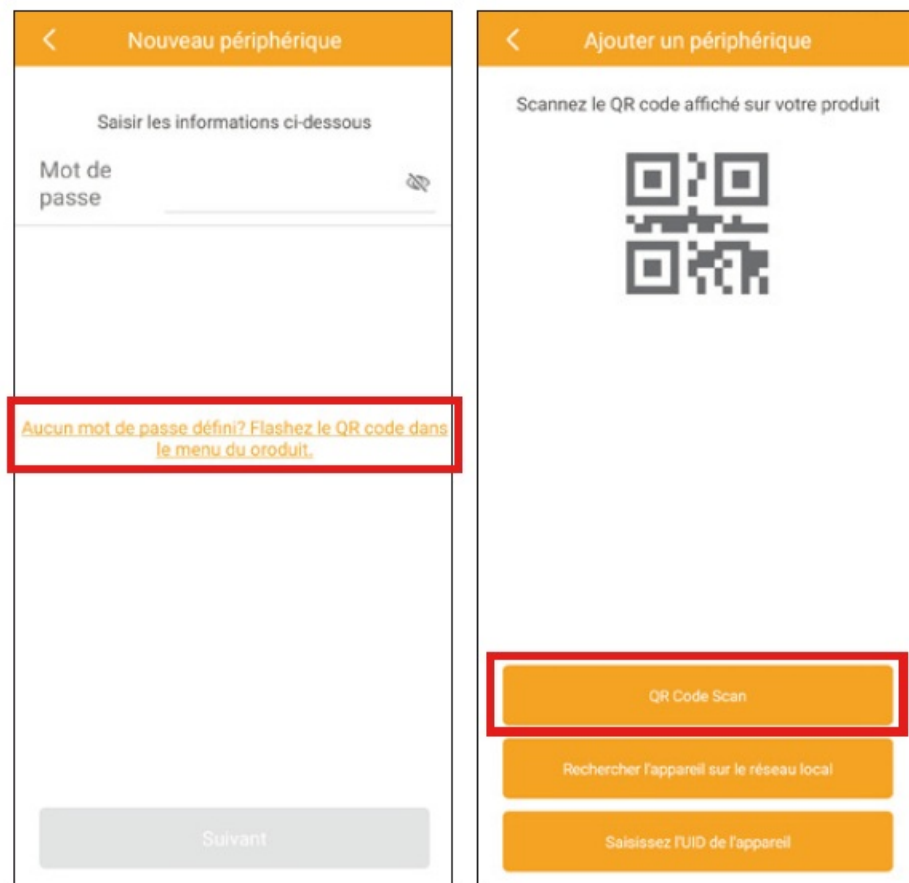 Nouveau périphérique
Saisir les informations ci-dessous
Mot de
passe
Aucun mot de passe défini? Flashez le QR code dans
le menu du oroduit.
Suivant
Ajouter un périphérique
Scannez le QR code affiché sur votre produit
QR Code Scan
Rechercher l'appareil sur le réseau local
Saisissez l'UID de l'appareil